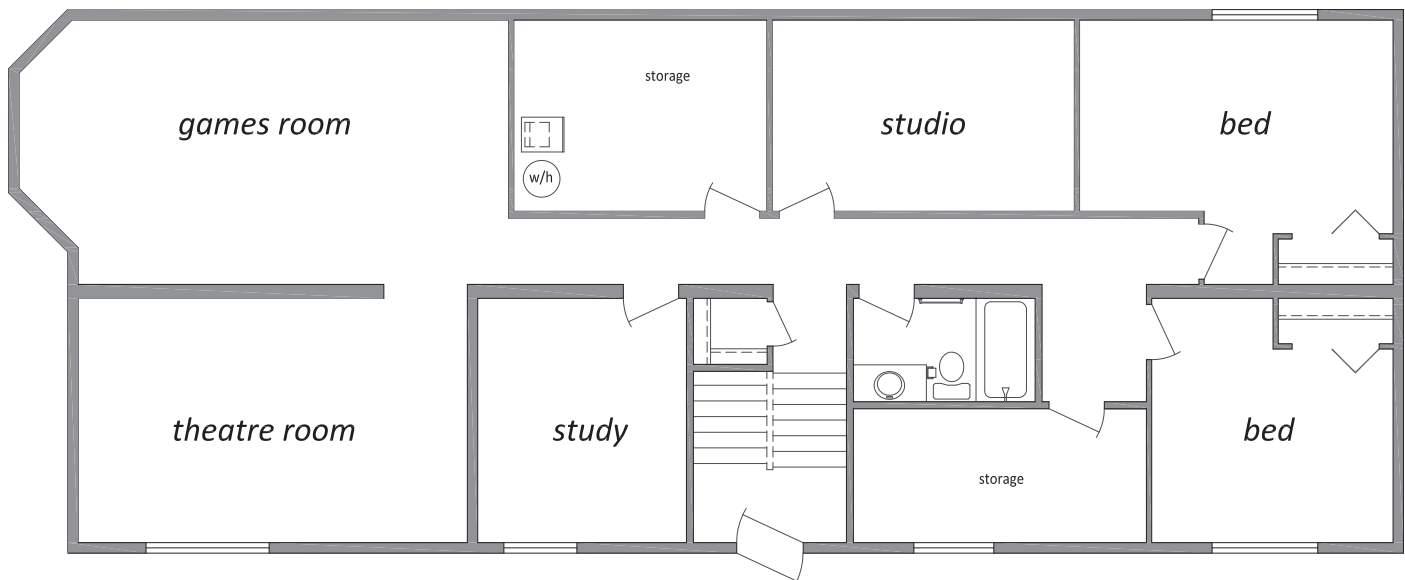 storage
games room
studio
bed
w/h
theatre room
study
bed
storage